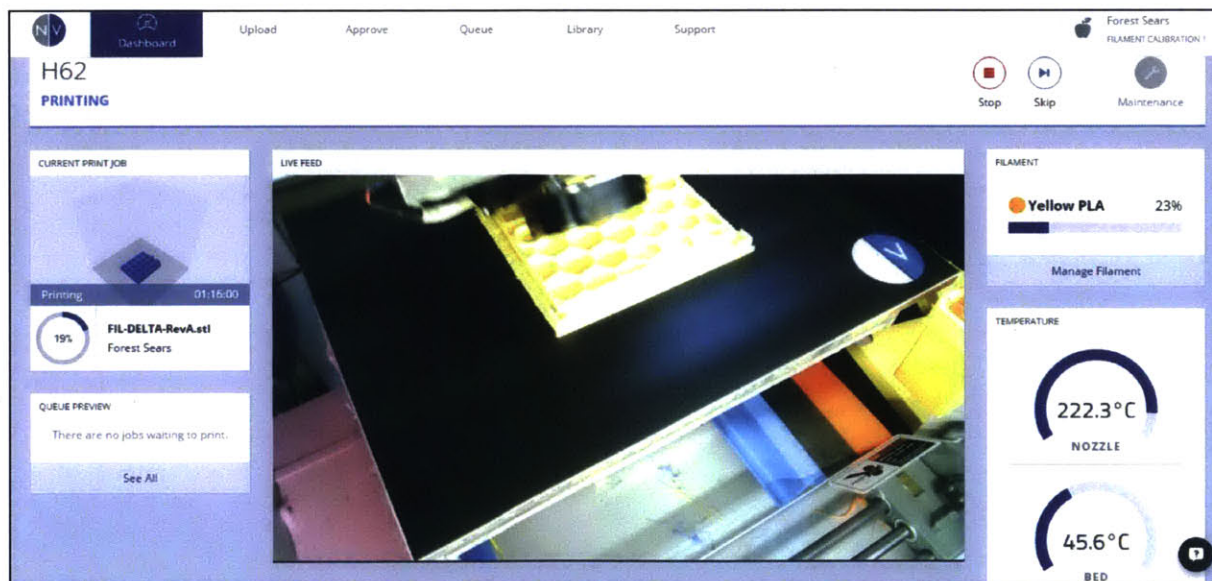 N V
Dashboard
Upload
Approve
Queue
Library
Support
Forest Sears
FILAMENT CALIBRATION
H62
PRINTING
Stop
Skip
Maintenance
CURRENT PRINT JOB
Printing 01:16:00
19% FIL-DELTA-RevA.stl
Forest Sears
QUEUE PREVIEW
There are no jobs waiting to print.
See All
LIVE FEED
V
FILAMENT
Yellow PLA 23%
Manage Filament
TEMPERATURE
222.3°C
NOZZLE
45.6°C
BED
?